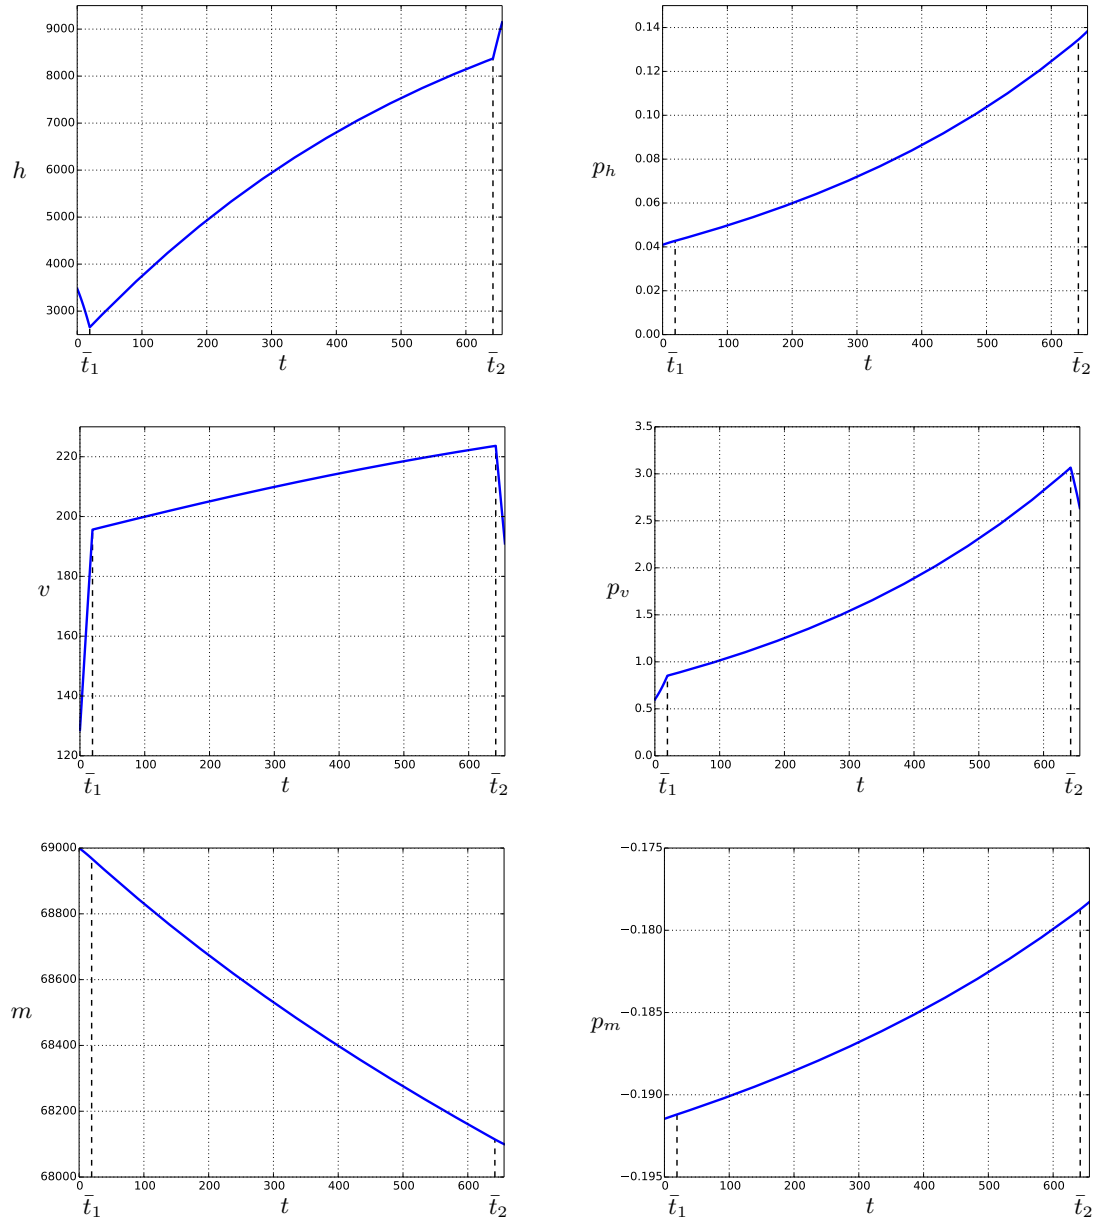 9000
8000
7000
6000
5000
4000
3000
h
0 100 200 300 400 500 600
t̄₁ t t̄₂
0.14
0.12
0.10
0.08
0.06
0.04
0.02
0.00
pₕ
0 100 200 300 400 500 600
t̄₁ t t̄₂
220
200
180
160
140
120
v
0 100 200 300 400 500 600
t̄₁ t t̄₂
3.5
3.0
2.5
2.0
1.5
1.0
0.5
0.0
pᵥ
0 100 200 300 400 500 600
t̄₁ t t̄₂
69000
68800
68600
68400
68200
68000
m
0 100 200 300 400 500 600
t̄₁ t t̄₂
−0.175
−0.180
−0.185
−0.190
−0.195
pₘ
0 100 200 300 400 500 600
t̄₁ t t̄₂